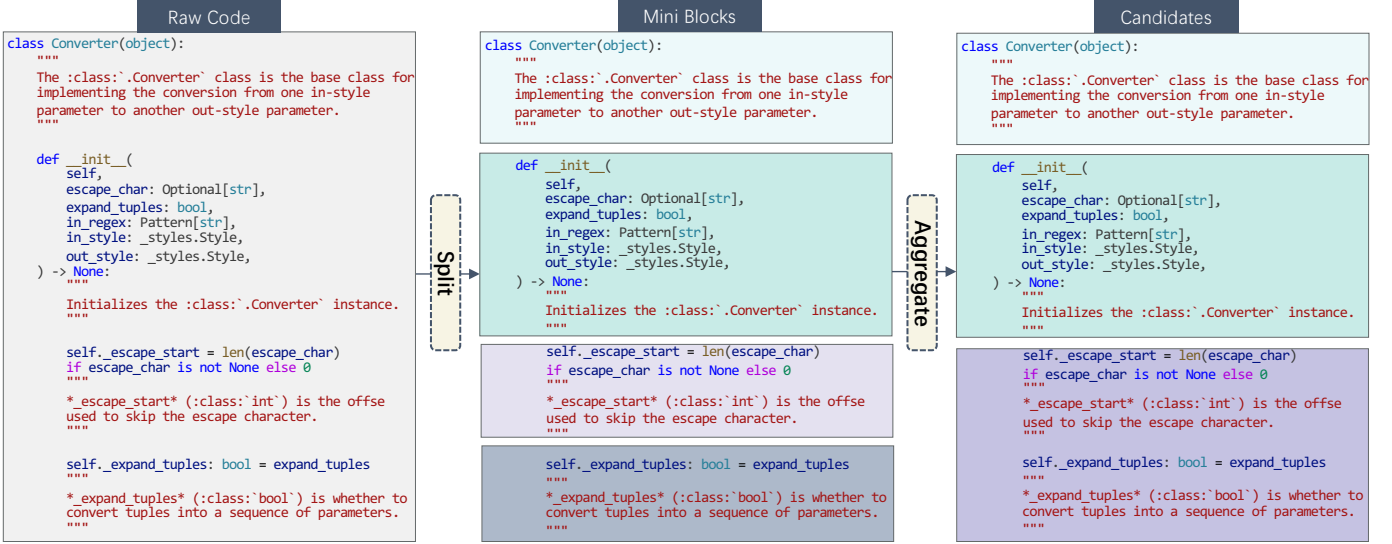 Raw Code
class Converter(object):
"""
The :class:`.Converter` class is the base class for
implementing the conversion from one in-style
parameter to another out-style parameter.
"""
def __init__(
self,
escape_char: Optional[str],
expand_tuples: bool,
in_regex: Pattern[str],
in_style: _styles.Style,
out_style: _styles.Style,
) -> None:
"""
Initializes the :class:`.Converter` instance.
"""
self._escape_start = len(escape_char)
if escape_char is not None else 0
"""
*_escape_start* (:class:`int`) is the offse
used to skip the escape character.
"""
self._expand_tuples: bool = expand_tuples
"""
*_expand_tuples* (:class:`bool`) is whether to
convert tuples into a sequence of parameters.
"""
Split
Mini Blocks
class Converter(object):
"""
The :class:`.Converter` class is the base class for
implementing the conversion from one in-style
parameter to another out-style parameter.
"""
def __init__(
self,
escape_char: Optional[str],
expand_tuples: bool,
in_regex: Pattern[str],
in_style: _styles.Style,
out_style: _styles.Style,
) -> None:
"""
Initializes the :class:`.Converter` instance.
"""
self._escape_start = len(escape_char)
if escape_char is not None else 0
"""
*_escape_start* (:class:`int`) is the offse
used to skip the escape character.
"""
self._expand_tuples: bool = expand_tuples
"""
*_expand_tuples* (:class:`bool`) is whether to
convert tuples into a sequence of parameters.
"""
Aggregate
Candidates
class Converter(object):
"""
The :class:`.Converter` class is the base class for
implementing the conversion from one in-style
parameter to another out-style parameter.
"""
def __init__(
self,
escape_char: Optional[str],
expand_tuples: bool,
in_regex: Pattern[str],
in_style: _styles.Style,
out_style: _styles.Style,
) -> None:
"""
Initializes the :class:`.Converter` instance.
"""
self._escape_start = len(escape_char)
if escape_char is not None else 0
"""
*_escape_start* (:class:`int`) is the offse
used to skip the escape character.
"""
self._expand_tuples: bool = expand_tuples
"""
*_expand_tuples* (:class:`bool`) is whether to
convert tuples into a sequence of parameters.
"""